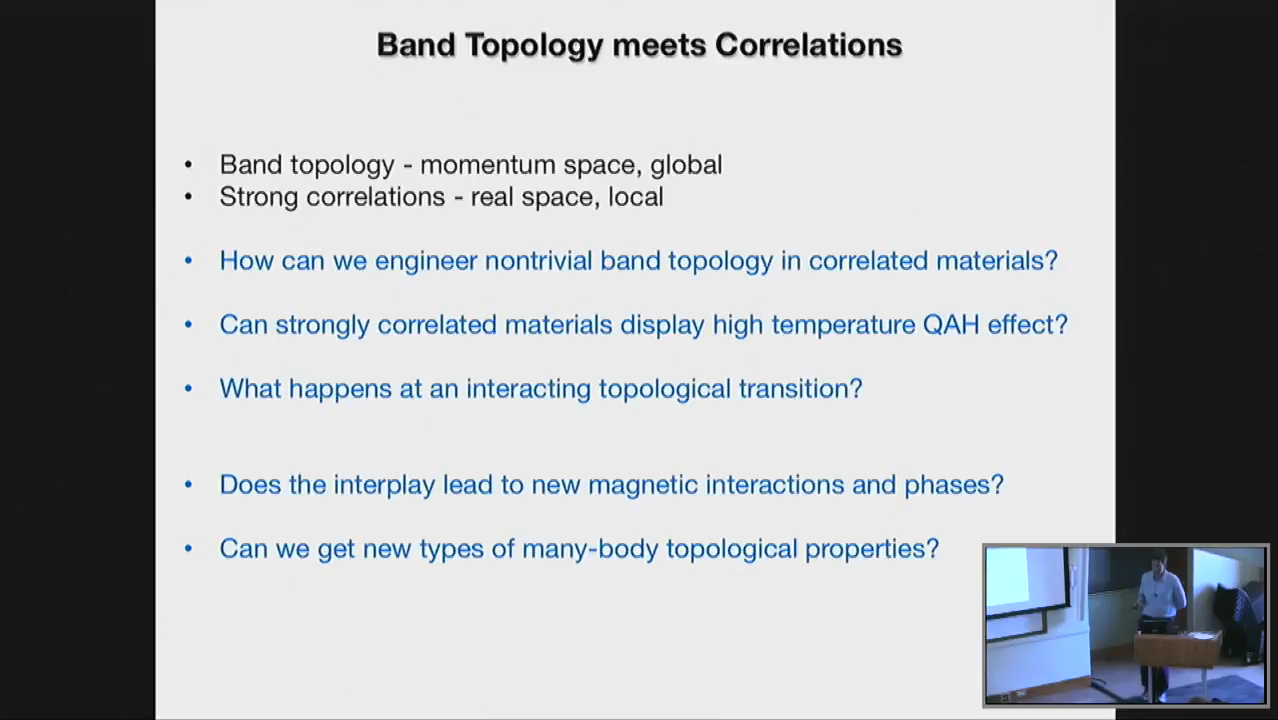 Band Topology meets Correlations
• Band topology - momentum space, global
• Strong correlations - real space, local
• How can we engineer nontrivial band topology in correlated materials?
• Can strongly correlated materials display high temperature QAH effect?
• What happens at an interacting topological transition?
• Does the interplay lead to new magnetic interactions and phases?
• Can we get new types of many-body topological properties?